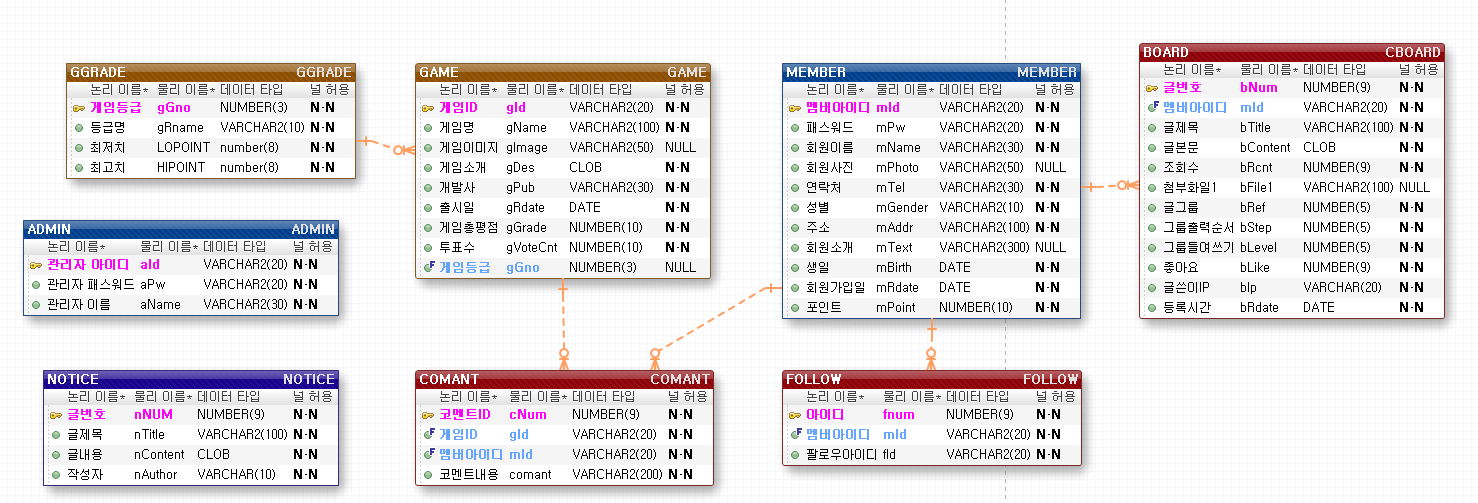 GGRADE GGRADE
논리 이름* 물리 이름* 데이터 타입 널 허용
게임등급 gGno NUMBER(3) N-N
등급명 gRname VARCHAR2(10) N-N
최저치 LOPOINT number(8) N-N
최고치 HIPOINT number(8) N-N
GAME GAME
논리 이름* 물리 이름* 데이터 타입 널 허용
게임ID gId VARCHAR2(20) N-N
게임명 gName VARCHAR2(100) N-N
게임이미지 gImage VARCHAR2(50) NULL
게임소개 gDes CLOB N-N
개발사 gPub VARCHAR2(30) N-N
출시일 gRdate DATE N-N
게임총평점 gGrade NUMBER(10) N-N
투표수 gVoteCnt NUMBER(10) N-N
게임등급 gGno NUMBER(3) NULL
MEMBER MEMBER
논리 이름* 물리 이름* 데이터 타입 널 허용
멤버아이디 mId VARCHAR2(20) N-N
패스워드 mPw VARCHAR2(20) N-N
회원이름 mName VARCHAR2(30) N-N
회원사진 mPhoto VARCHAR2(50) NULL
연락처 mTel VARCHAR2(30) N-N
성별 mGender VARCHAR2(10) N-N
주소 mAddr VARCHAR2(100) N-N
회원소개 mText VARCHAR2(300) NULL
생일 mBirth DATE N-N
회원가입일 mRdate DATE N-N
포인트 mPoint NUMBER(10) N-N
BOARD CBOARD
논리 이름* 물리 이름* 데이터 타입 널 허용
글번호 bNum NUMBER(9) N-N
멤버아이디 mId VARCHAR2(20) N-N
글제목 bTitle VARCHAR2(100) N-N
글본문 bContent CLOB N-N
조회수 bRcnt NUMBER(9) N-N
첨부화일1 bFile1 VARCHAR2(100) NULL
글그룹 bRef NUMBER(5) N-N
그룹출력순서 bStep NUMBER(5) N-N
그룹들여쓰기 bLevel NUMBER(5) N-N
좋아요 bLike NUMBER(9) N-N
글쓴이IP bIp VARCHAR(20) N-N
등록시간 bRdate DATE N-N
ADMIN ADMIN
논리 이름* 물리 이름* 데이터 타입 널 허용
관리자 아이디 aId VARCHAR2(20) N-N
관리자 패스워드 aPw VARCHAR2(20) N-N
관리자 이름 aName VARCHAR2(30) N-N
NOTICE NOTICE
논리 이름* 물리 이름* 데이터 타입 널 허용
글번호 nNUM NUMBER(9) N-N
글제목 nTitle VARCHAR2(100) N-N
글내용 nContent CLOB N-N
작성자 nAuthor VARCHAR(10) N-N
COMANT COMANT
논리 이름* 물리 이름* 데이터 타입 널 허용
코멘트ID cNum NUMBER(9) N-N
게임ID gId VARCHAR2(20) N-N
멤버아이디 mId VARCHAR2(20) N-N
코멘트내용 comant VARCHAR2(200) N-N
FOLLOW FOLLOW
논리 이름* 물리 이름* 데이터 타입 널 허용
아이디 fnum NUMBER(9) N-N
멤버아이디 mId VARCHAR2(20) N-N
팔로우아이디 fId VARCHAR2(20) N-N